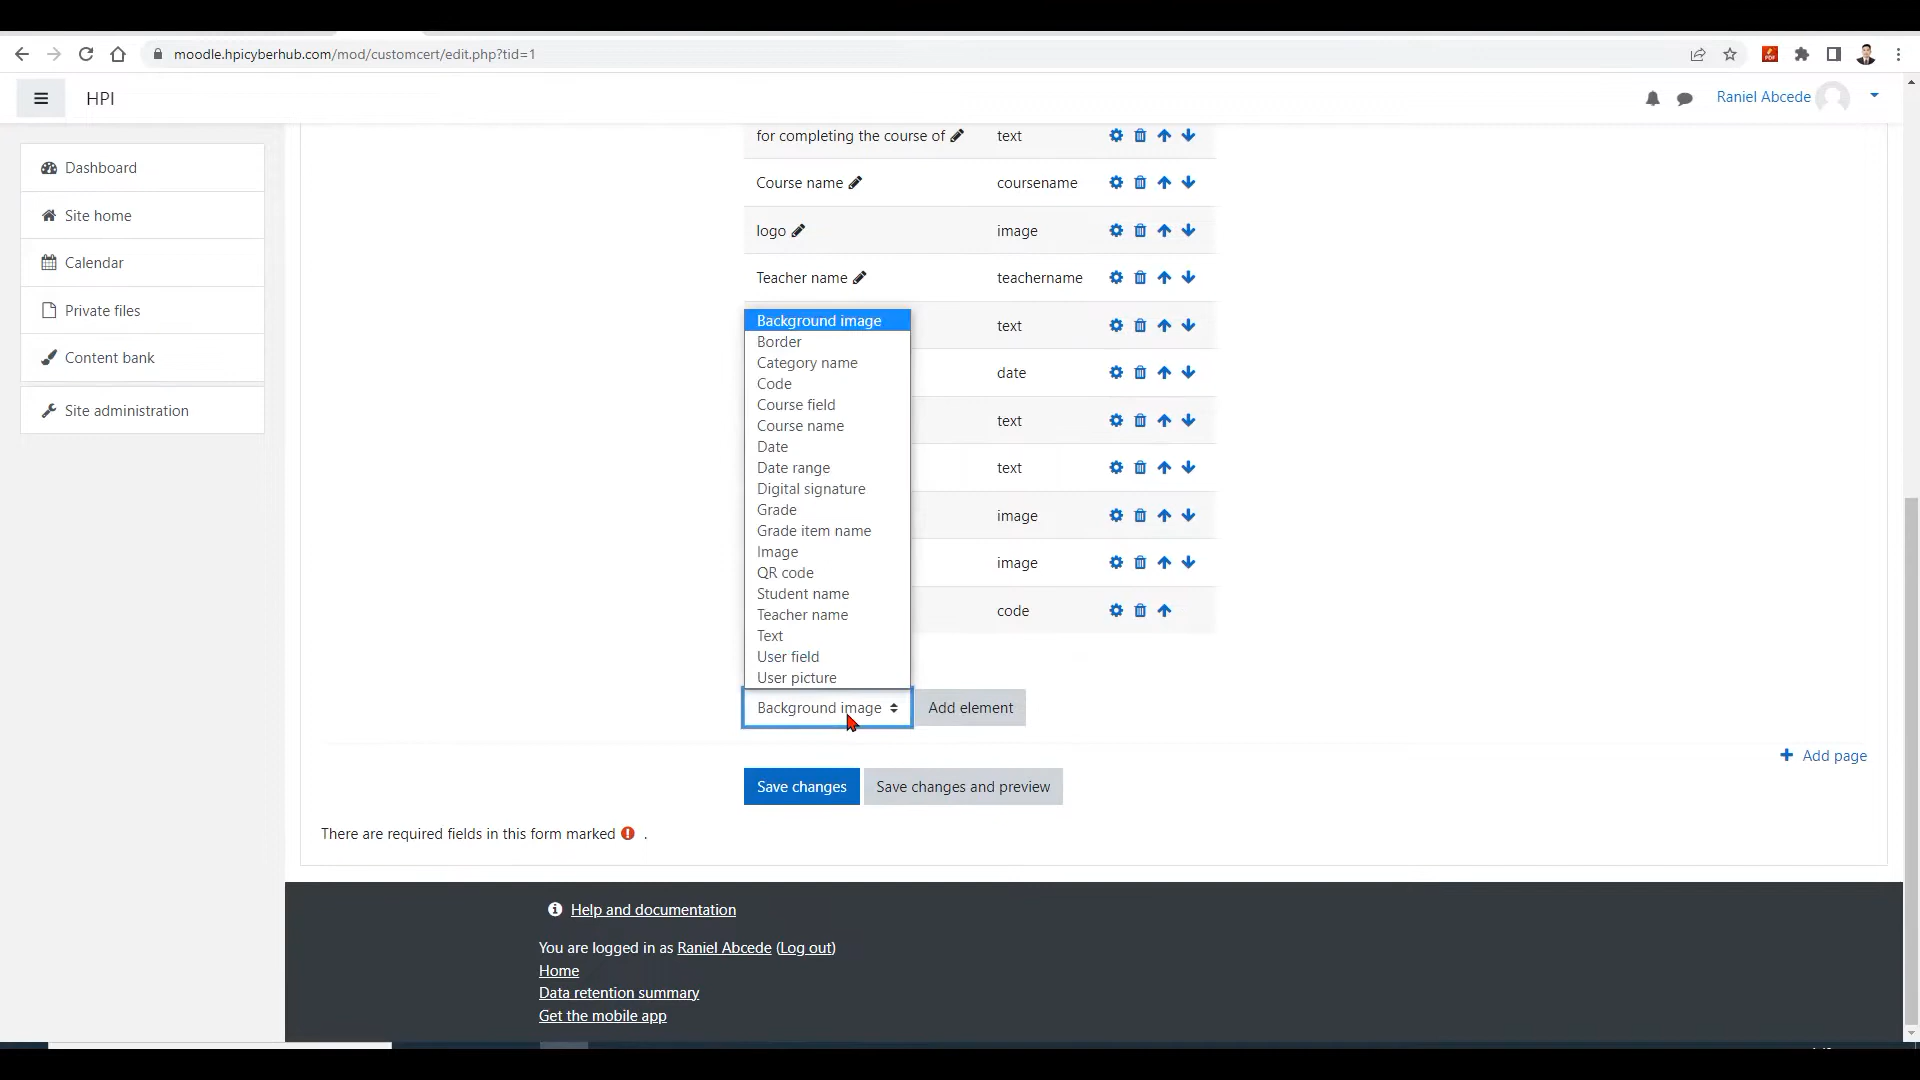 moodle.hpicyberhub.com/mod/customcert/edit.php?tid=1
HPI
Raniel Abcede
Dashboard
Site home
Calendar
Private files
Content bank
Site administration
for completing the course of text
Course name coursename
logo image
Teacher name teachername
text
date
text
text
image
image
code
Background image
Border
Category name
Code
Course field
Course name
Date
Date range
Digital signature
Grade
Grade item name
Image
QR code
Student name
Teacher name
Text
User field
User picture
Background image Add element
Add page
Save changes Save changes and preview
There are required fields in this form marked .
Help and documentation
You are logged in as Raniel Abcede (Log out)
Home
Data retention summary
Get the mobile app